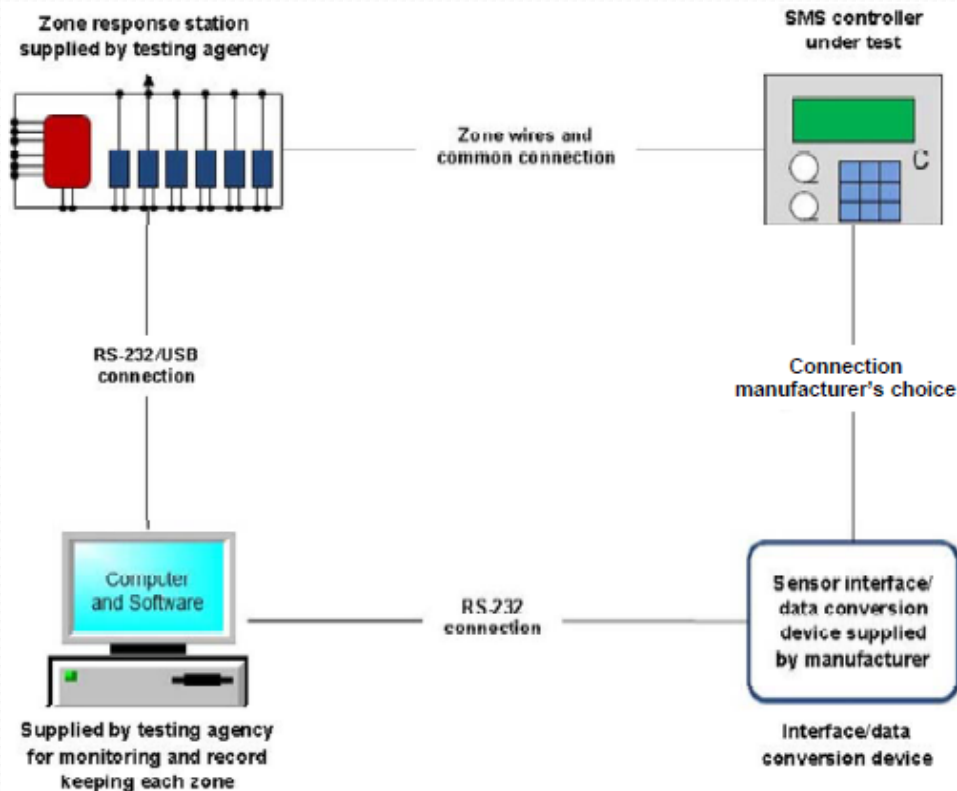 Zone response station
supplied by testing agency
SMS controller
under test
Zone wires and
common connection
C
RS-232/USB
connection
Connection
manufacturer's choice
Computer
and Software
RS-232
connection
Sensor interface/
data conversion
device supplied
by manufacturer
Supplied by testing agency
for monitoring and record
keeping each zone
Interface/data
conversion device